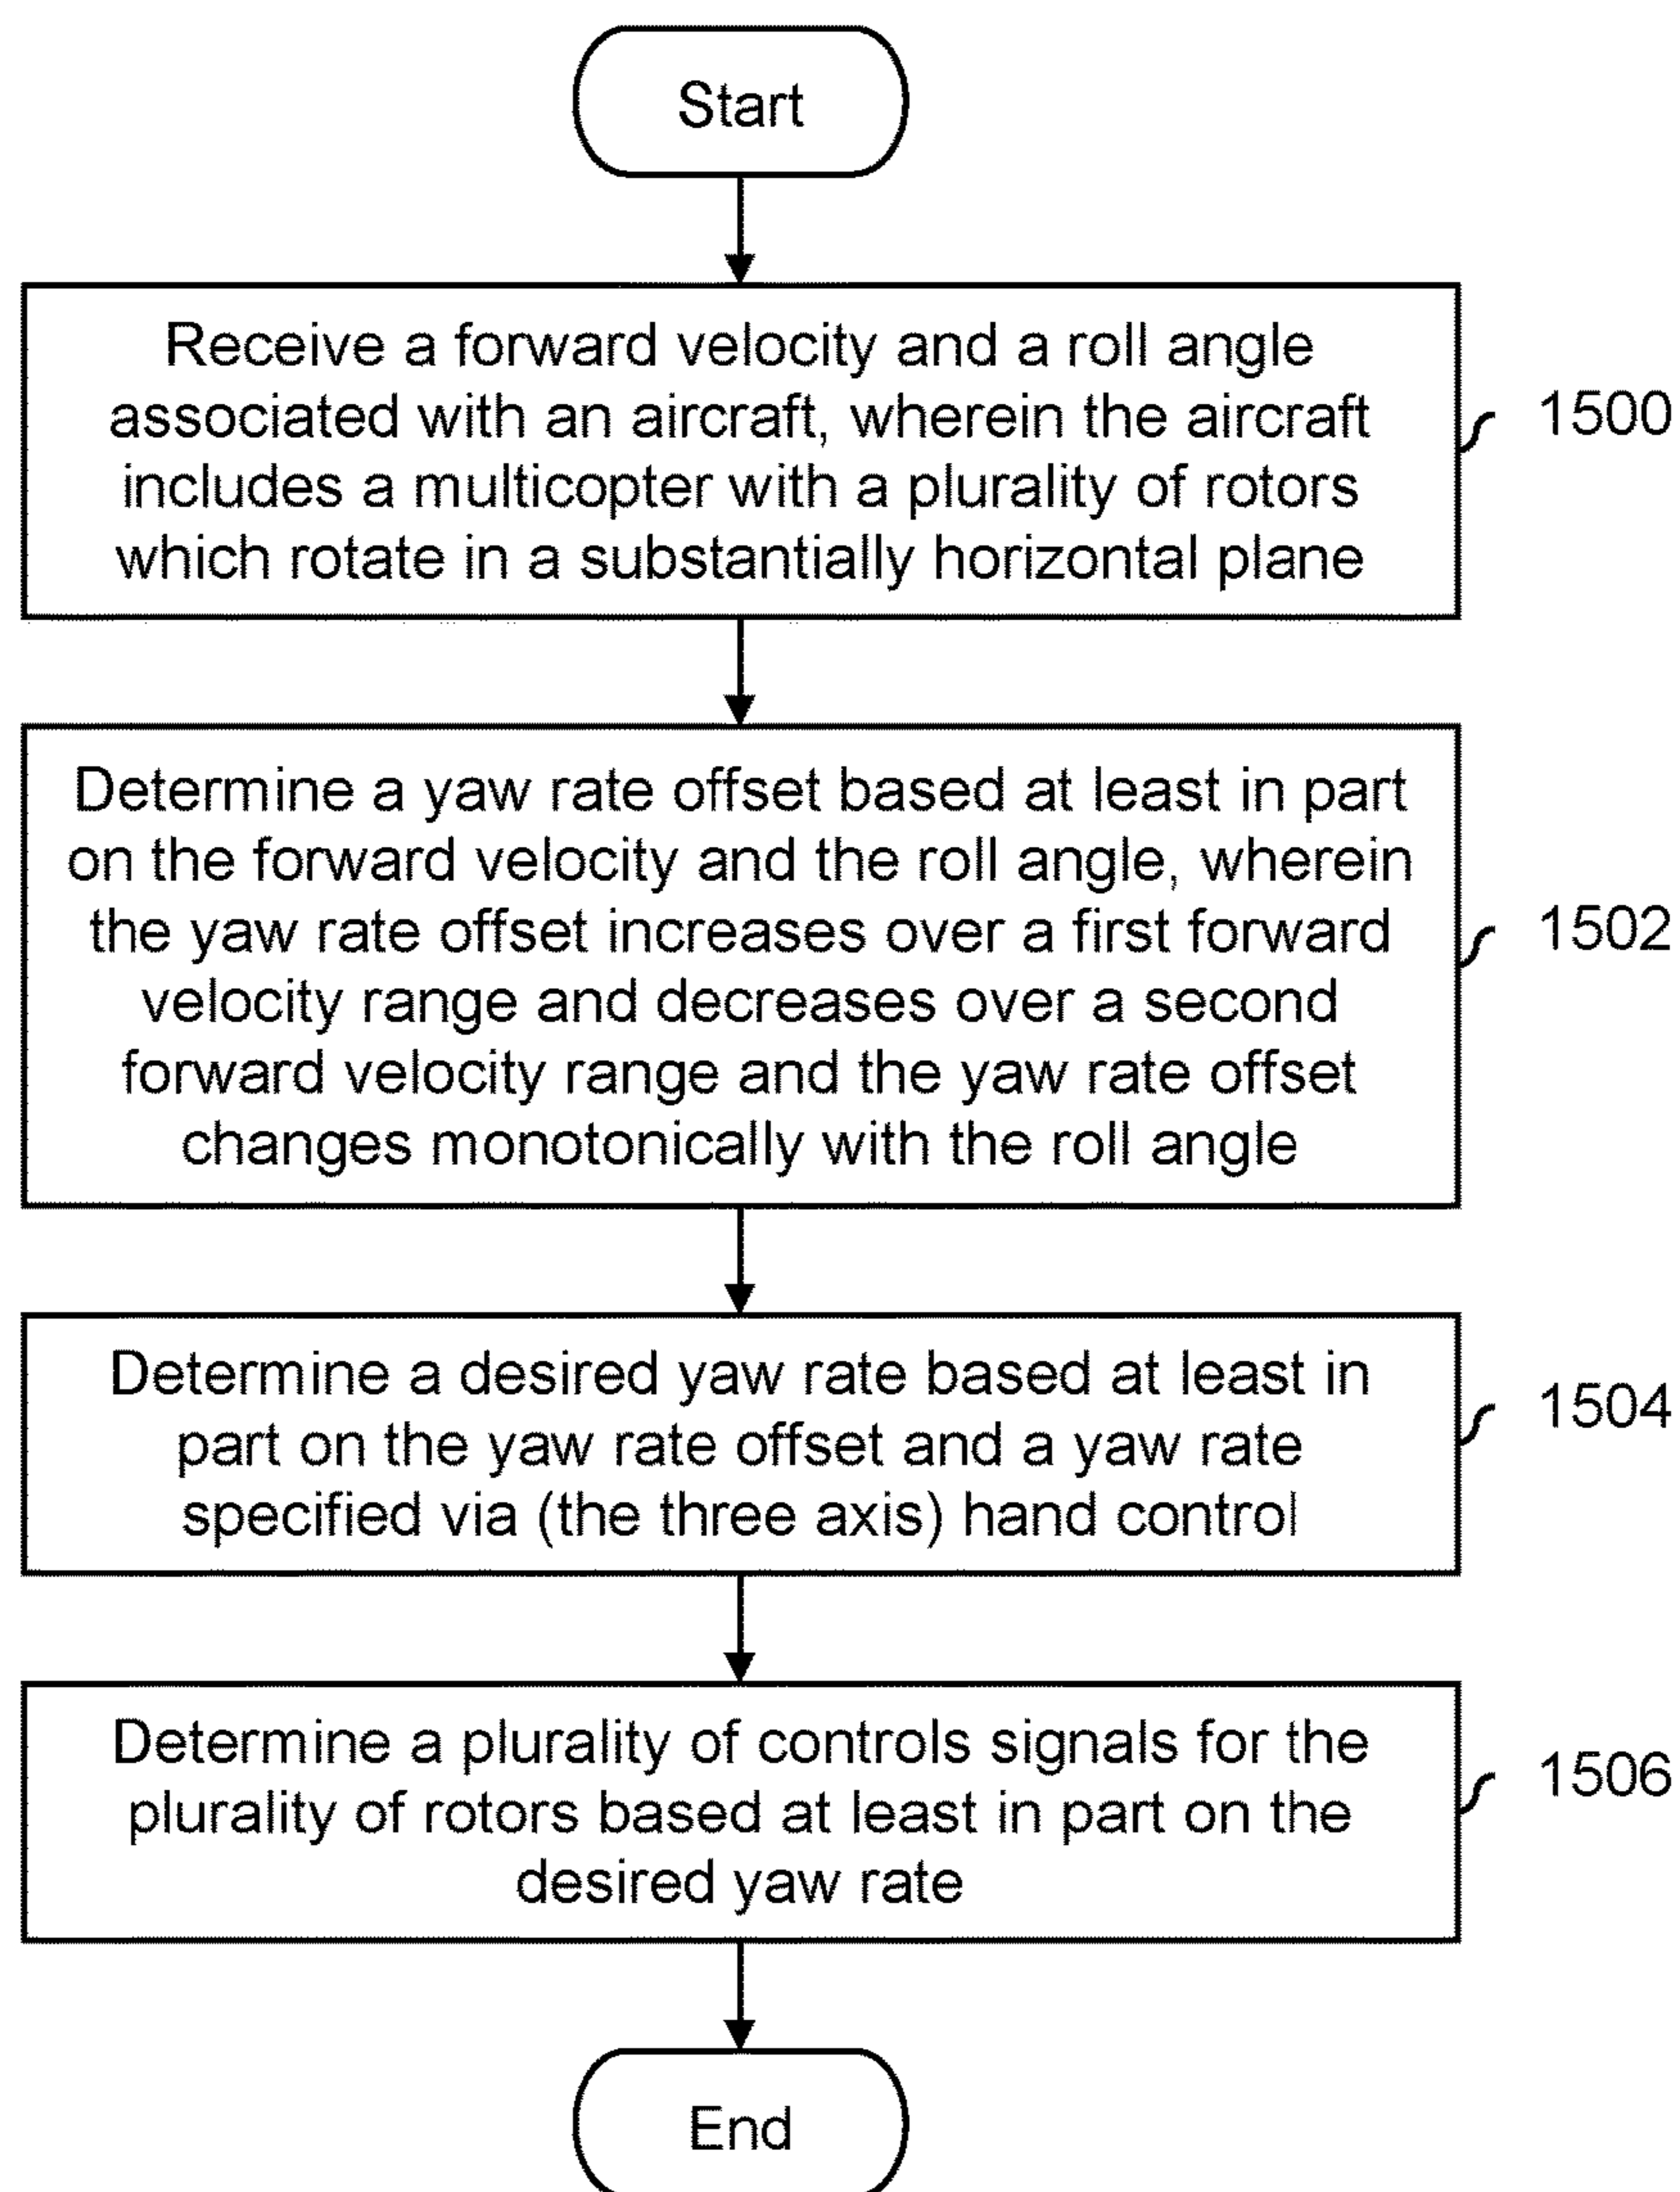 Start
Receive a forward velocity and a roll angle
associated with an aircraft, wherein the aircraft
includes a multicopter with a plurality of rotors
which rotate in a substantially horizontal plane
1500
Determine a yaw rate offset based at least in part
on the forward velocity and the roll angle, wherein
the yaw rate offset increases over a first forward
velocity range and decreases over a second
forward velocity range and the yaw rate offset
changes monotonically with the roll angle
1502
Determine a desired yaw rate based at least in
part on the yaw rate offset and a yaw rate
specified via (the three axis) hand control
1504
Determine a plurality of controls signals for the
plurality of rotors based at least in part on the
desired yaw rate
1506
End